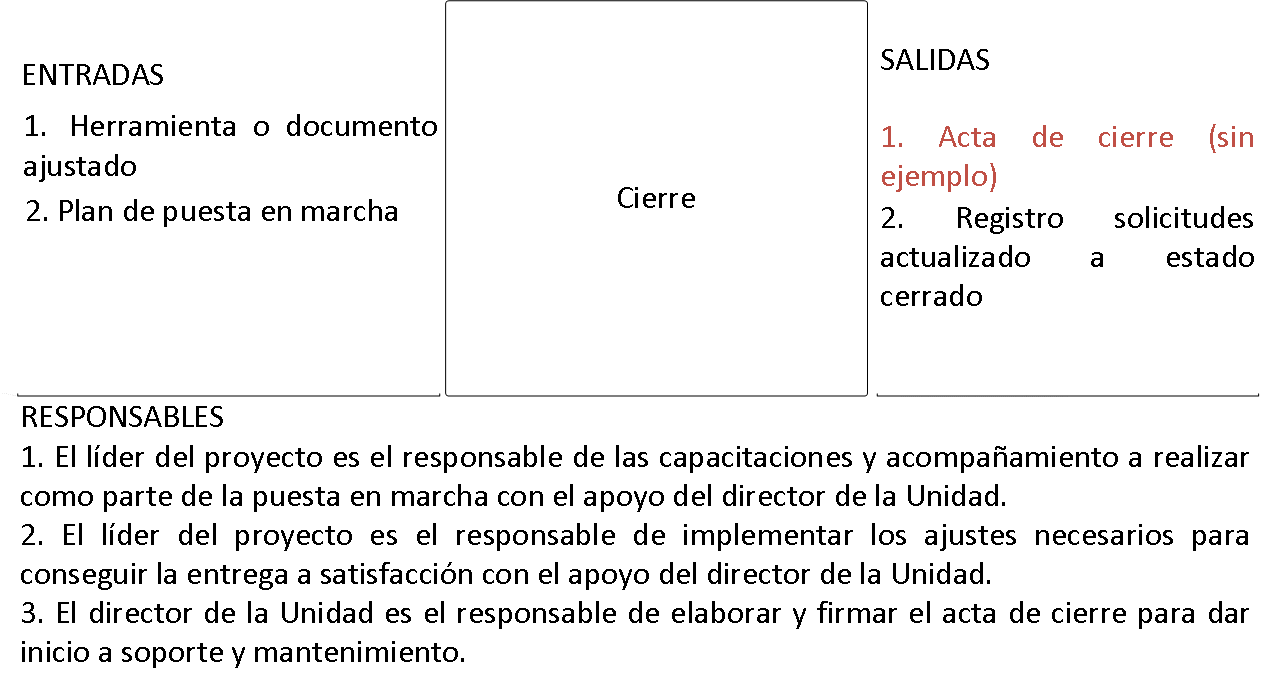 ENTRADAS
1. Herramienta o documento
ajustado
2. Plan de puesta en marcha
Cierre
SALIDAS
1. Acta de cierre (sin
ejemplo)
2. Registro solicitudes
actualizado a estado
cerrado
RESPONSABLES
1. El líder del proyecto es el responsable de las capacitaciones y acompañamiento a realizar
como parte de la puesta en marcha con el apoyo del director de la Unidad.
2. El líder del proyecto es el responsable de implementar los ajustes necesarios para
conseguir la entrega a satisfacción con el apoyo del director de la Unidad.
3. El director de la Unidad es el responsable de elaborar y firmar el acta de cierre para dar
inicio a soporte y mantenimiento.